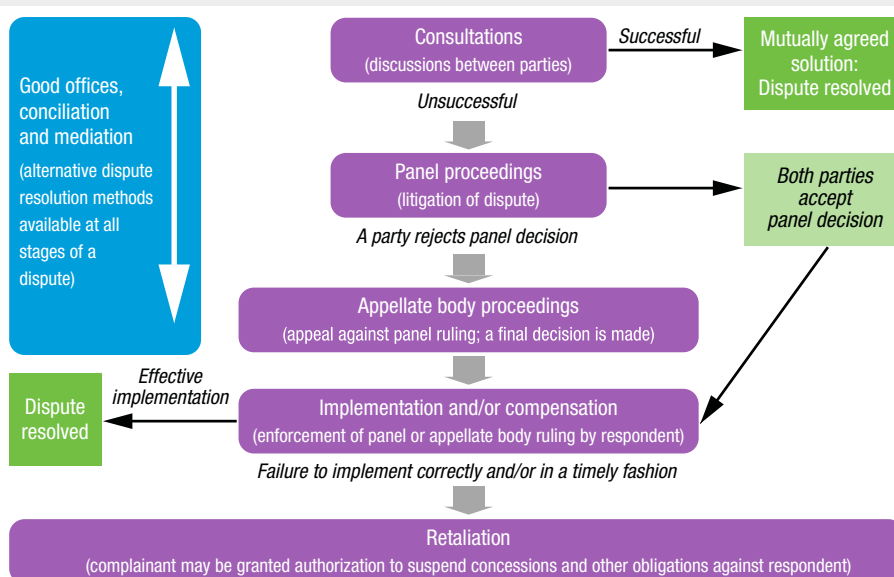 Good offices,
conciliation
and mediation
(alternative dispute
resolution methods
available at all
stages of a
dispute)
Consultations
(discussions between parties)
Successful
Mutually agreed
solution:
Dispute resolved
Unsuccessful
Panel proceedings
(litigation of dispute)
Both parties
accept
panel decision
A party rejects panel decision
Appellate body proceedings
(appeal against panel ruling; a final decision is made)
Effective
implementation
Dispute
resolved
Implementation and/or compensation
(enforcement of panel or appellate body ruling by respondent)
Failure to implement correctly and/or in a timely fashion
Retaliation
(complainant may be granted authorization to suspend concessions and other obligations against respondent)